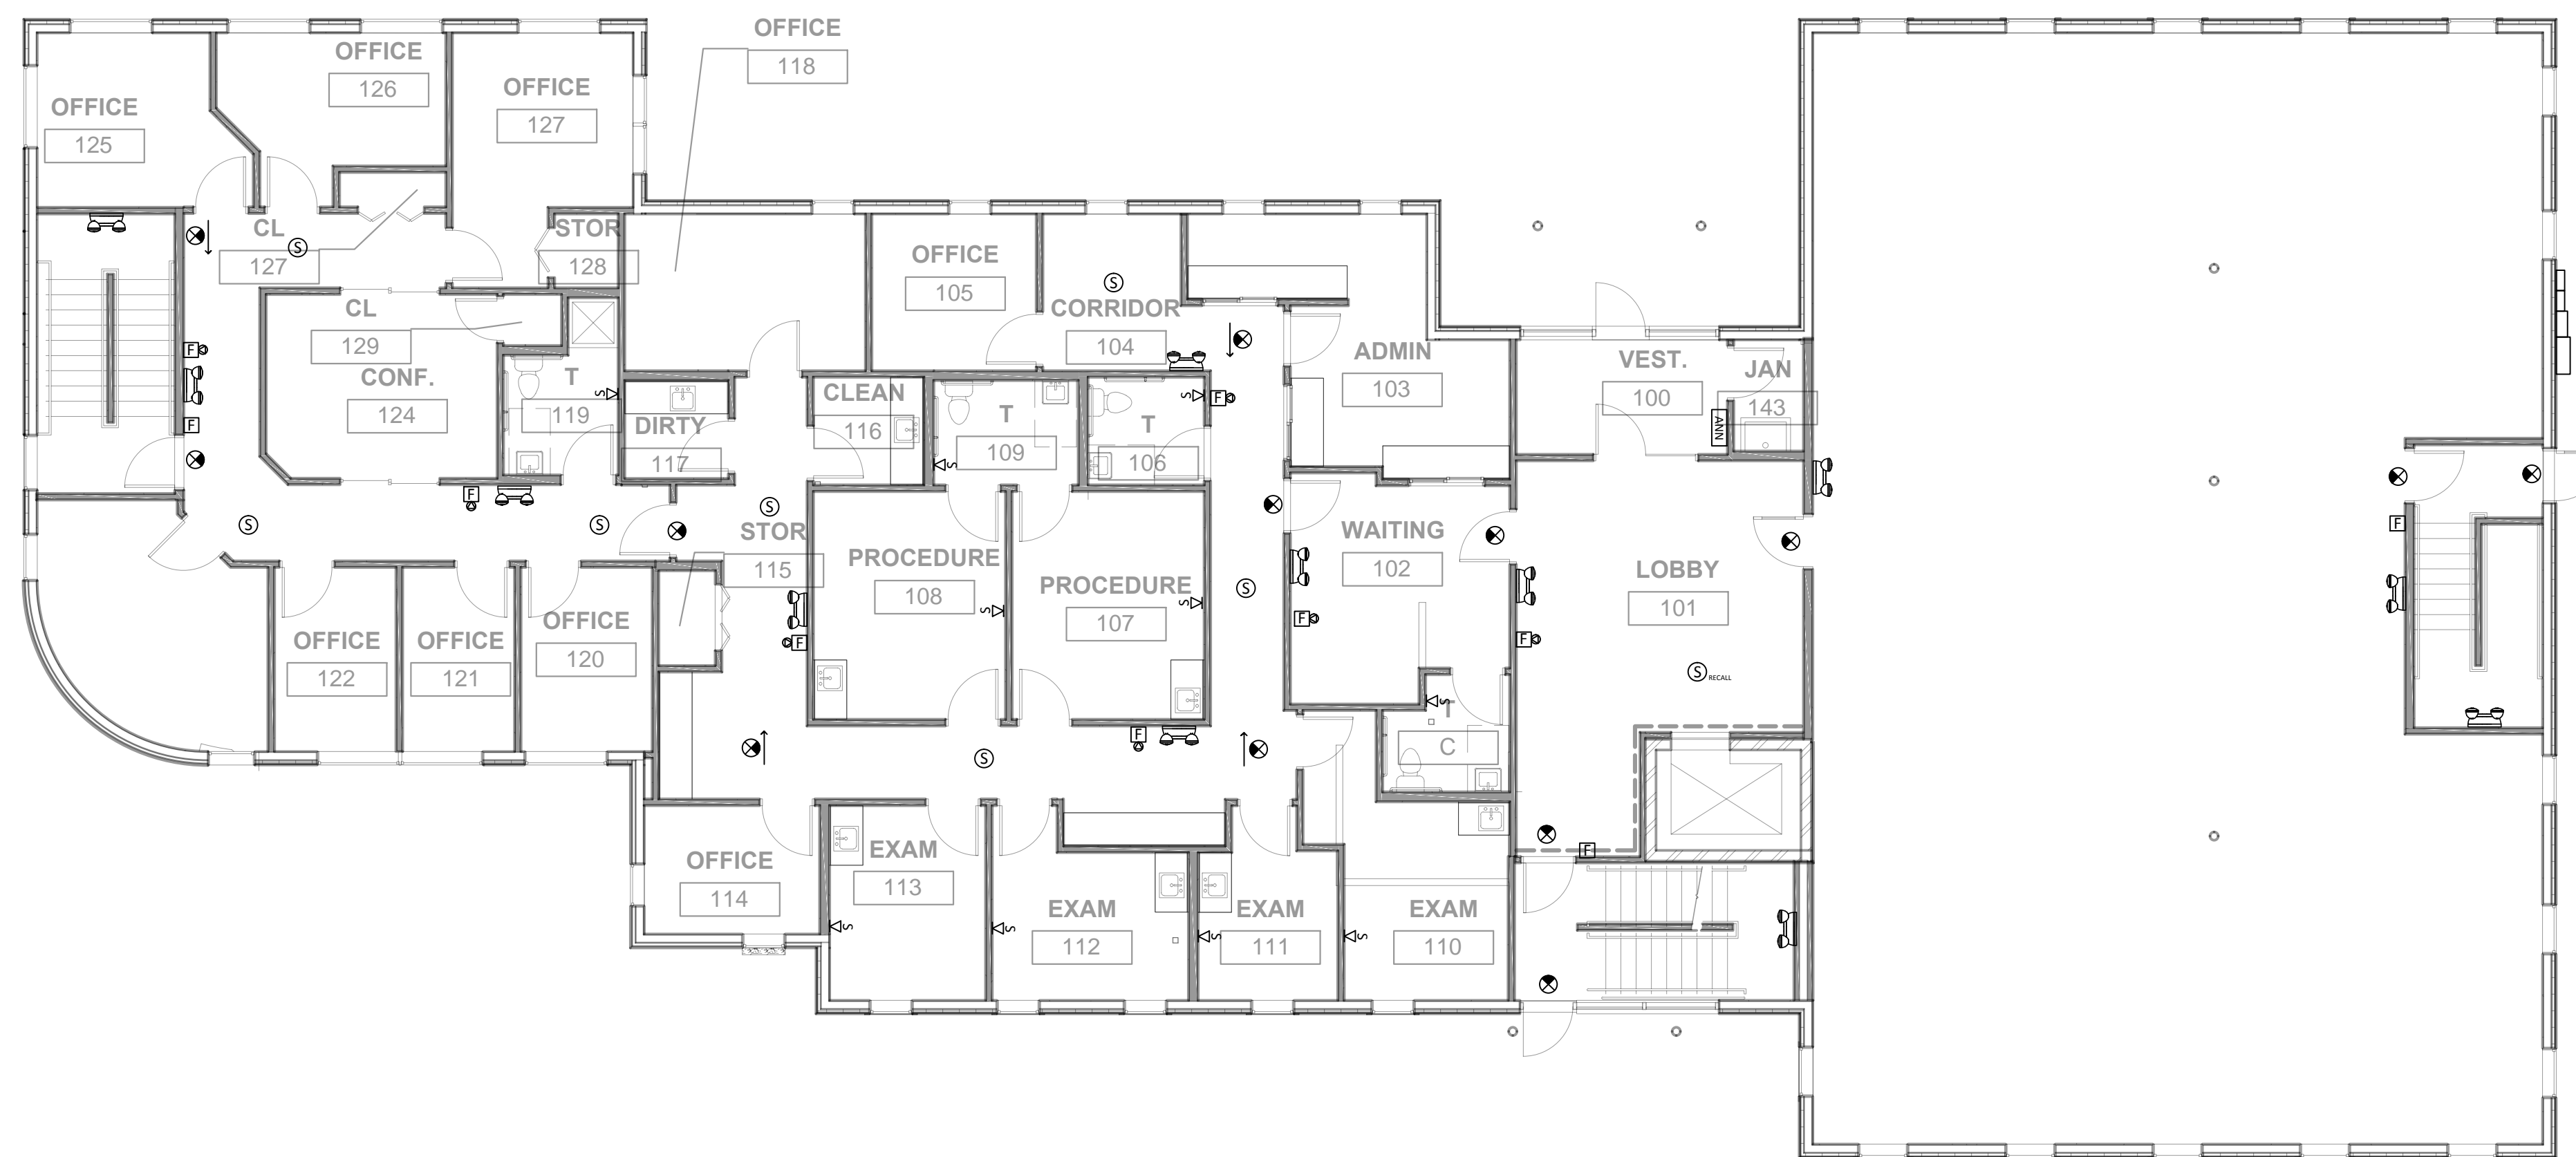 OFFICE
118
OFFICE
126
OFFICE
127
OFFICE
125
CL
127
S
STOR
128
OFFICE
105
S
CORRIDOR
104
CL
129
CONF.
124
F
F
T
119
S
DIRTY
117
CLEAN
116
T
109
S
T
106
S
F
ADMIN
103
VEST.
100
ANN
JAN
143
F
S
S
S
STOR
115
PROCEDURE
108
S
PROCEDURE
107
S
S
WAITING
102
F
LOBBY
101
F
S RECALL
F
OFFICE
122
OFFICE
121
OFFICE
120
F
S
F
S
T
C
F
OFFICE
114
EXAM
113
S
EXAM
112
S
EXAM
111
S
EXAM
110
S